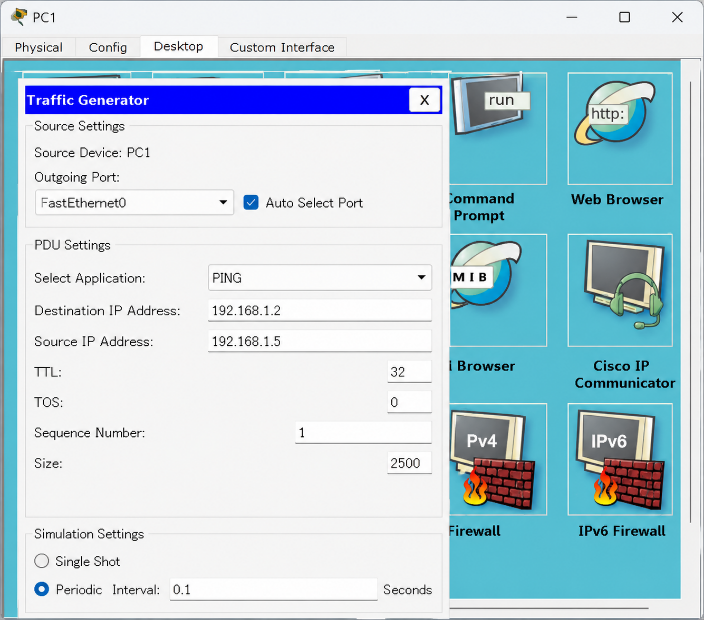 PC1
Physical Config Desktop Custom Interface
Traffic Generator X
Source Settings
Source Device: PC1
Outgoing Port:
FastEthernet0 Auto Select Port
PDU Settings
Select Application: PING
Destination IP Address: 192.168.1.2
Source IP Address: 192.168.1.5
TTL: 32
TOS: 0
Sequence Number: 1
Size: 2500
Simulation Settings
Single Shot
Periodic Interval: 0.1 Seconds
run
http:
Command
Prompt
Web Browser
MIB
Browser
Cisco IP
Communicator
Pv4
IPv6
Firewall
IPv6 Firewall